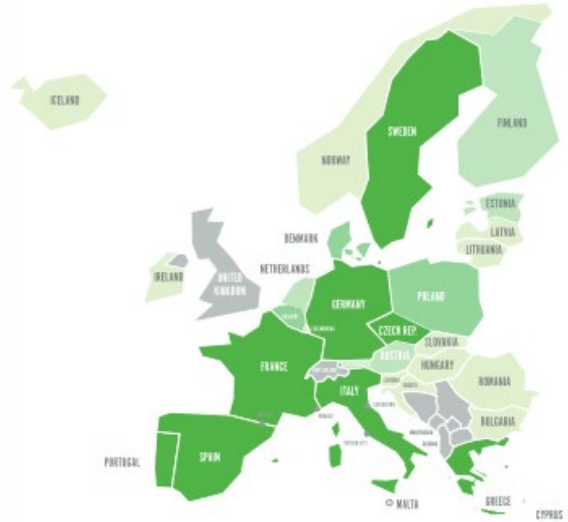 ICELAND
SWEDEN
FINLAND
NORWAY
ESTONIA
LATVIA
LITHUANIA
DENMARK
IRELAND
UNITED
KINGDOM
NETHERLANDS
GERMANY
POLAND
CZECH REP.
SLOVAKIA
AUSTRIA
HUNGARY
FRANCE
ITALY
ROMANIA
BULGARIA
PORTUGAL
SPAIN
MALTA
GREECE
CYPRUS